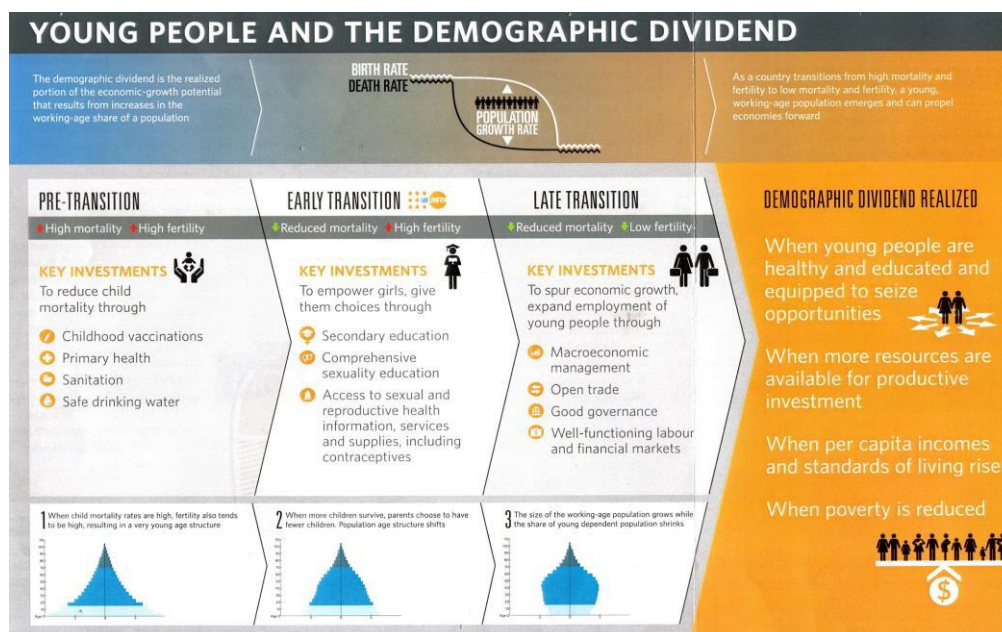 YOUNG PEOPLE AND THE DEMOGRAPHIC DIVIDEND
The demographic dividend is the realized
portion of the economic-growth potential
that results from increases in the
working-age share of a population
BIRTH RATE
DEATH RATE
POPULATION
GROWTH RATE
As a country transitions from high mortality and
fertility to low mortality and fertility, a young,
working-age population emerges and can propel
economies forward
PRE-TRANSITION
High mortality High fertility
KEY INVESTMENTS
To reduce child
mortality through
Childhood vaccinations
Primary health
Sanitation
Safe drinking water
EARLY TRANSITION
UNFPA
Reduced mortality High fertility
KEY INVESTMENTS
To empower girls, give
them choices through
Secondary education
Comprehensive
sexuality education
Access to sexual and
reproductive health
information, services
and supplies, including
contraceptives
LATE TRANSITION
Reduced mortality Low fertility
KEY INVESTMENTS
To spur economic growth,
expand employment of
young people through
Macroeconomic
management
Open trade
Good governance
Well-functioning labour
and financial markets
DEMOGRAPHIC DIVIDEND REALIZED
When young people are
healthy and educated and
equipped to seize
opportunities
When more resources are
available for productive
investment
When per capita incomes
and standards of living rise
When poverty is reduced
$
1 When child mortality rates are high, fertility also tends
to be high, resulting in a very young age structure
2 When more children survive, parents choose to have
fewer children. Population age structure shifts
3 The size of the working-age population grows while
the share of young dependent population shrinks